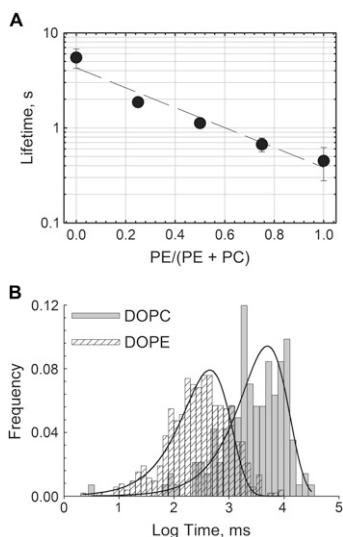 A
10
1
0.1
Lifetime, s
0.0 0.2 0.4 0.6 0.8 1.0
PE/(PE + PC)
B
0.12
0.08
0.04
0.00
Frequency
DOPC
DOPE
0 1 2 3 4 5
Log Time, ms